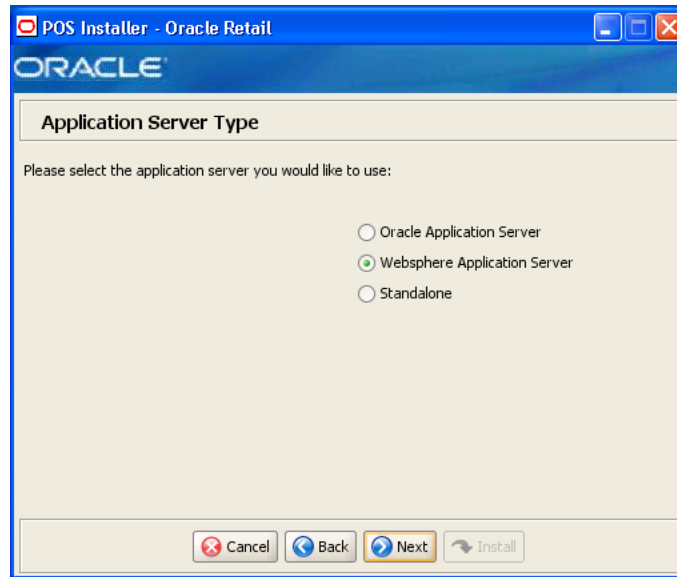 POS Installer - Oracle Retail
ORACLE
Application Server Type
Please select the application server you would like to use:
Oracle Application Server
Websphere Application Server
Standalone
Cancel Back Next Install